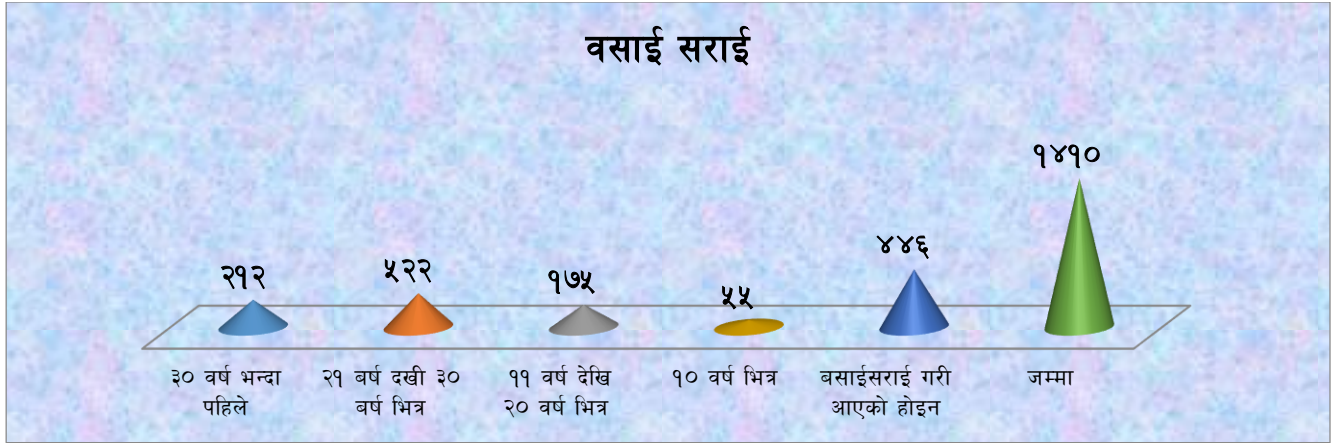 वसाई सराई
२१२
५२२
१७५
५५
४४६
१४१०
३० वर्ष भन्दा
पहिले
२१ बर्ष दखी ३०
बर्ष भित्र
११ वर्ष देखि
२० वर्ष भित्र
१० वर्ष भित्र
बसाईसराई गरी
आएको होइन
जम्मा